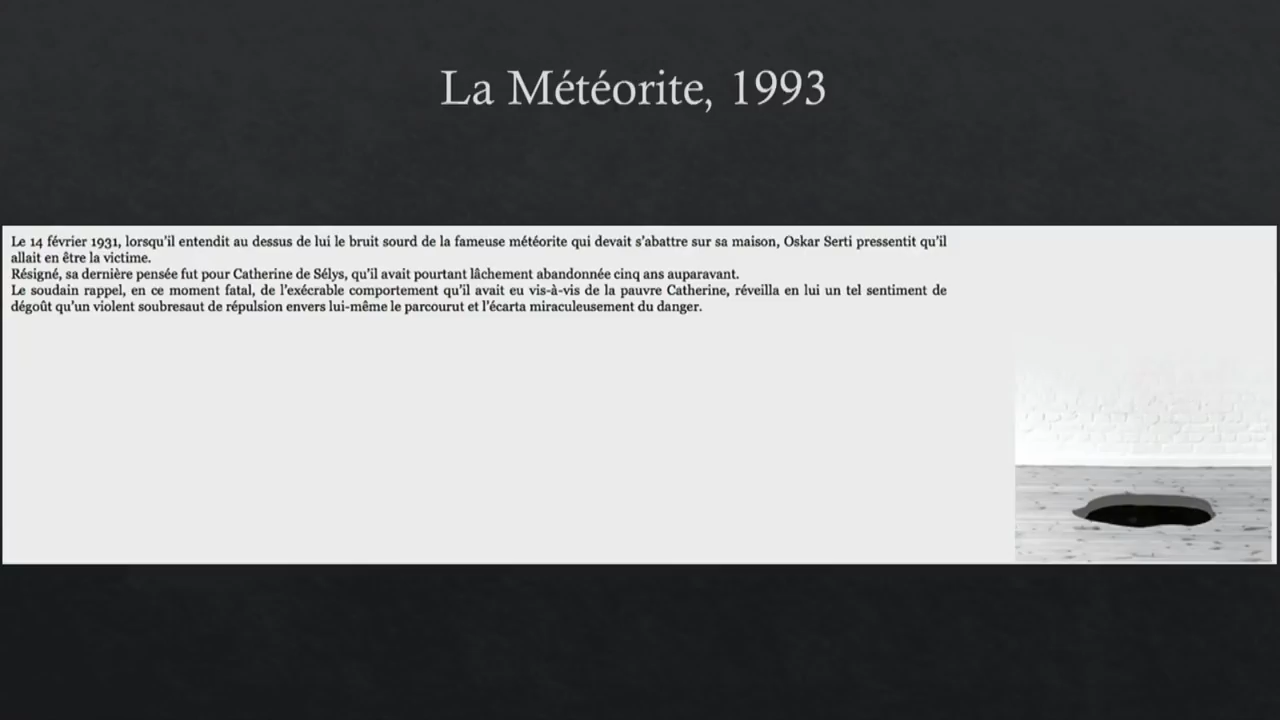 La Météorite, 1993
Le 14 février 1931, lorsqu'il entendit au dessus de lui le bruit sourd de la fameuse météorite qui devait s'abattre sur sa maison, Oskar Serti pressentit qu'il
allait en être la victime.
Résigné, sa dernière pensée fut pour Catherine de Sélys, qu'il avait pourtant lâchement abandonnée cinq ans auparavant.
Le soudain rappel, en ce moment fatal, de l'exécrable comportement qu'il avait eu vis-à-vis de la pauvre Catherine, réveilla en lui un tel sentiment de
dégoût qu'un violent soubresaut de répulsion envers lui-même le parcourut et l'écarta miraculeusement du danger.